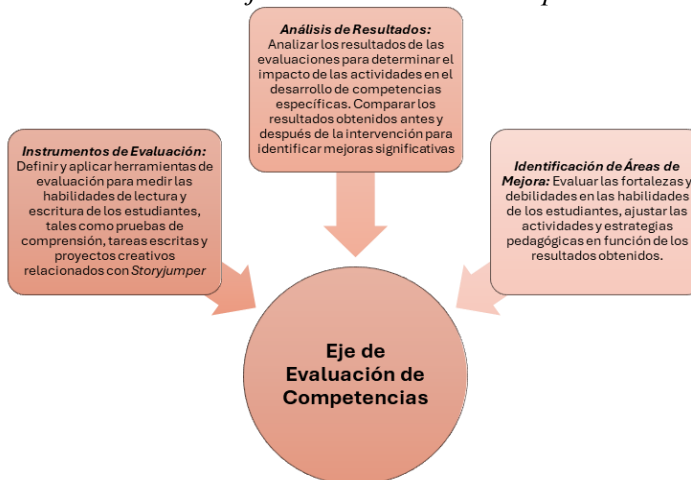 Análisis de Resultados:
Analizar los resultados de las
evaluaciones para determinar el
impacto de las actividades en el
desarrollo de competencias
específicas. Comparar los
resultados obtenidos antes y
después de la intervención para
identificar mejoras significativas
Instrumentos de Evaluación:
Definir y aplicar herramientas de
evaluación para medir las
habilidades de lectura y
escritura de los estudiantes,
tales como pruebas de
comprensión, tareas escritas y
proyectos creativos
relacionados con Storyjumper
Identificación de Áreas de
Mejora: Evaluar las fortalezas y
debilidades en las habilidades
de los estudiantes, ajustar las
actividades y estrategias
pedagógicas en función de los
resultados obtenidos.
Eje de
Evaluación de
Competencias